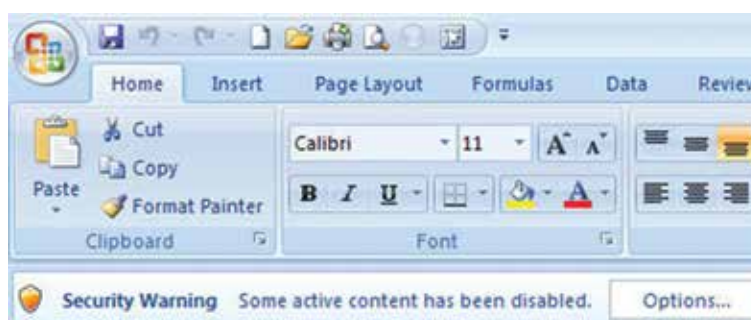 Home Insert Page Layout Formulas Data Review
Cut
Calibri 11 A A
Copy
Paste
B I U A
Format Painter
Clipboard Font
Security Warning Some active content has been disabled. Options...